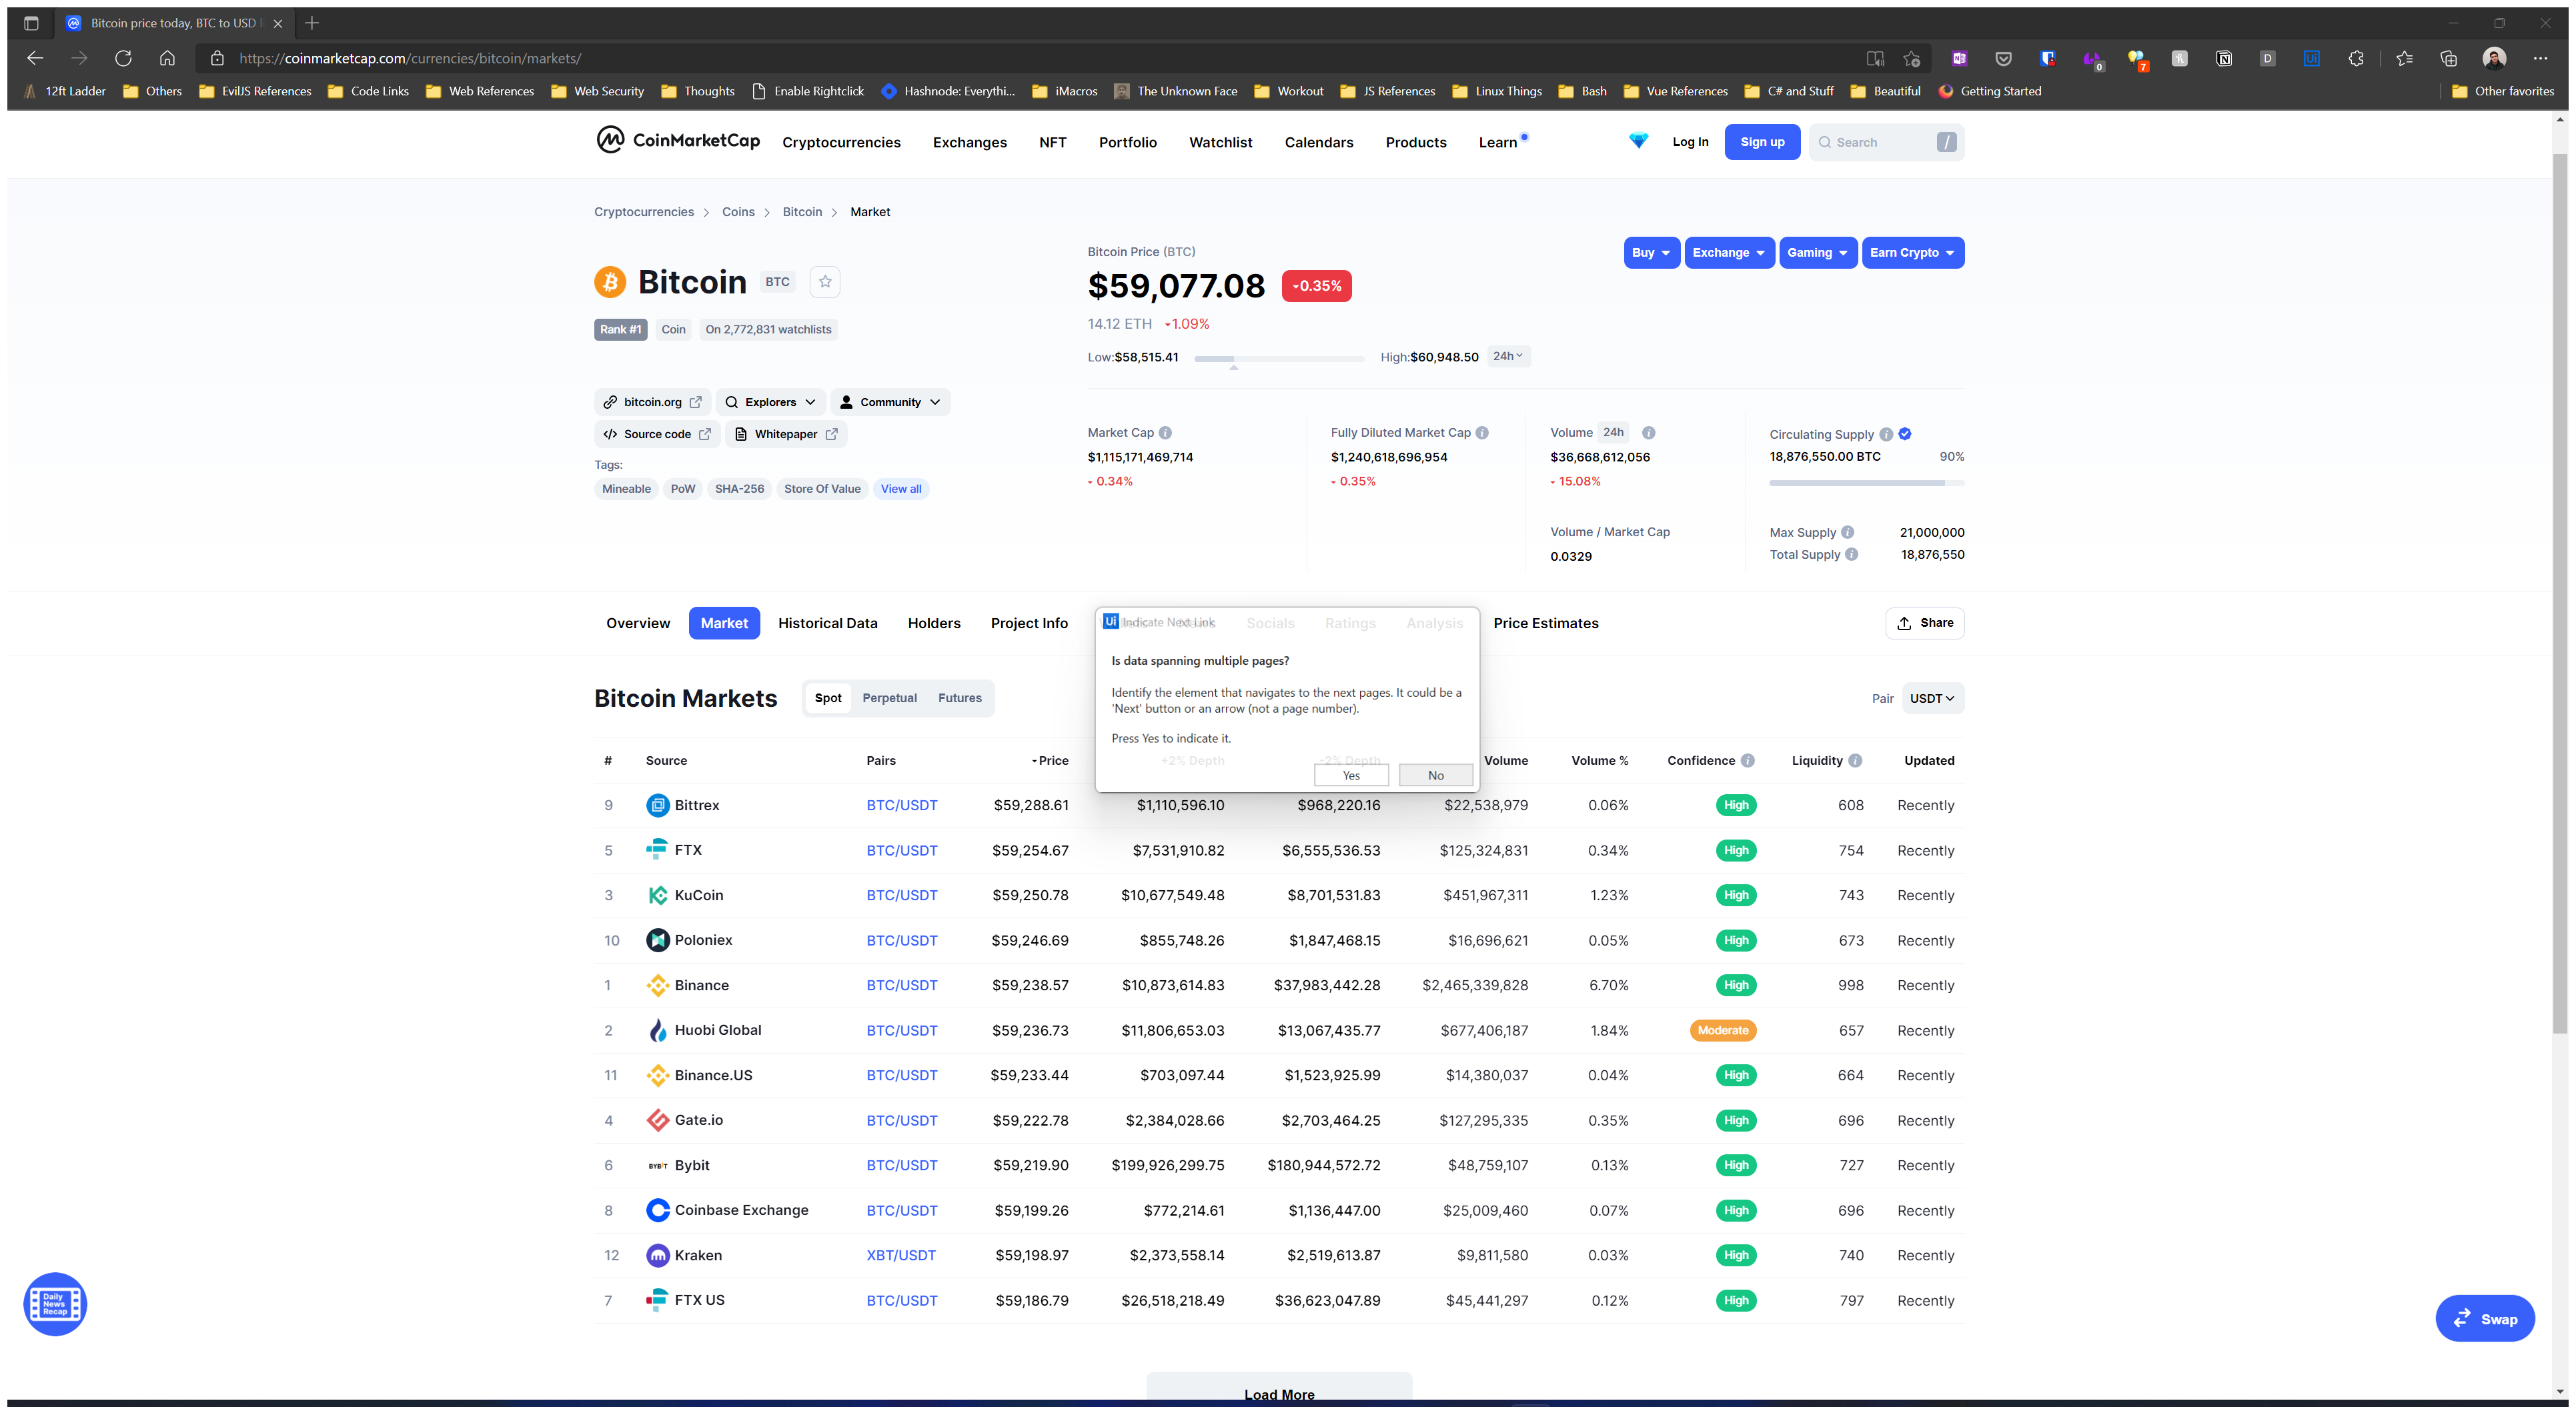 Bitcoin price today, BTC to USD
https://coinmarketcap.com/currencies/bitcoin/markets/
0
7
D
Ui
12ft Ladder Others EvilJS References Code Links Web References Web Security Thoughts Enable Rightclick Hashnode: Everythi... iMacros The Unknown Face Workout JS References Linux Things Bash Vue References C# and Stuff Beautiful Getting Started Other favorites
CoinMarketCap Cryptocurrencies Exchanges NFT Portfolio Watchlist Calendars Products Learn Log In Sign up Search /
Cryptocurrencies > Coins > Bitcoin > Market
Bitcoin Price (BTC)
Buy Exchange Gaming Earn Crypto
Bitcoin BTC
$59,077.08 0.35%
14.12 ETH 1.09%
Rank #1 Coin On 2,772,831 watchlists
Low:$58,515.41 High:$60,948.50 24h
bitcoin.org Explorers Community
Source code Whitepaper
Tags:
Mineable PoW SHA-256 Store Of Value View all
Market Cap
$1,115,171,469,714
0.34%
Fully Diluted Market Cap
$1,240,618,696,954
0.35%
Volume 24h
$36,668,612,056
15.08%
Volume / Market Cap
0.0329
Circulating Supply
18,876,550.00 BTC 90%
Max Supply 21,000,000
Total Supply 18,876,550
Overview Market Historical Data Holders Project Info News Socials Ratings Analysis Price Estimates Share
Ui Indicate Next Link
Is data spanning multiple pages?
Identify the element that navigates to the next pages. It could be a
'Next' button or an arrow (not a page number).
Press Yes to indicate it.
Yes No
Bitcoin Markets Spot Perpetual Futures Pair USDT
# Source Pairs Price +2% Depth -2% Depth Volume Volume % Confidence Liquidity Updated
9 Bittrex BTC/USDT $59,288.61 $1,110,596.10 $968,220.16 $22,538,979 0.06% High 608 Recently
5 FTX BTC/USDT $59,254.67 $7,531,910.82 $6,555,536.53 $125,324,831 0.34% High 754 Recently
3 KuCoin BTC/USDT $59,250.78 $10,677,549.48 $8,701,531.83 $451,967,311 1.23% High 743 Recently
10 Poloniex BTC/USDT $59,246.69 $855,748.26 $1,847,468.15 $16,696,621 0.05% High 673 Recently
1 Binance BTC/USDT $59,238.57 $10,873,614.83 $37,983,442.28 $2,465,339,828 6.70% High 998 Recently
2 Huobi Global BTC/USDT $59,236.73 $11,806,653.03 $13,067,435.77 $677,406,187 1.84% Moderate 657 Recently
11 Binance.US BTC/USDT $59,233.44 $703,097.44 $1,523,925.99 $14,380,037 0.04% High 664 Recently
4 Gate.io BTC/USDT $59,222.78 $2,384,028.66 $2,703,464.25 $127,295,335 0.35% High 696 Recently
6 BYBIT Bybit BTC/USDT $59,219.90 $199,926,299.75 $180,944,572.72 $48,759,107 0.13% High 727 Recently
8 Coinbase Exchange BTC/USDT $59,199.26 $772,214.61 $1,136,447.00 $25,009,460 0.07% High 696 Recently
12 Kraken XBT/USDT $59,198.97 $2,373,558.14 $2,519,613.87 $9,811,580 0.03% High 740 Recently
7 FTX US BTC/USDT $59,186.79 $26,518,218.49 $36,623,047.89 $45,441,297 0.12% High 797 Recently
Daily
News
Recap
Swap
Load More